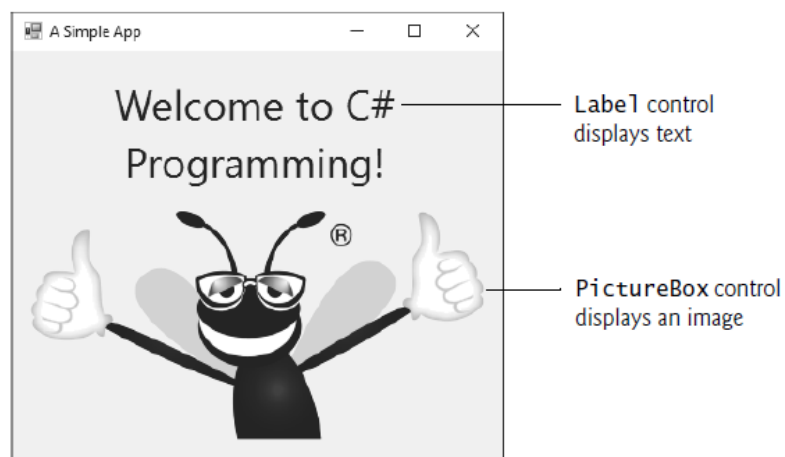 A Simple App
Welcome to C#
Programming!
®
Label control
displays text
PictureBox control
displays an image